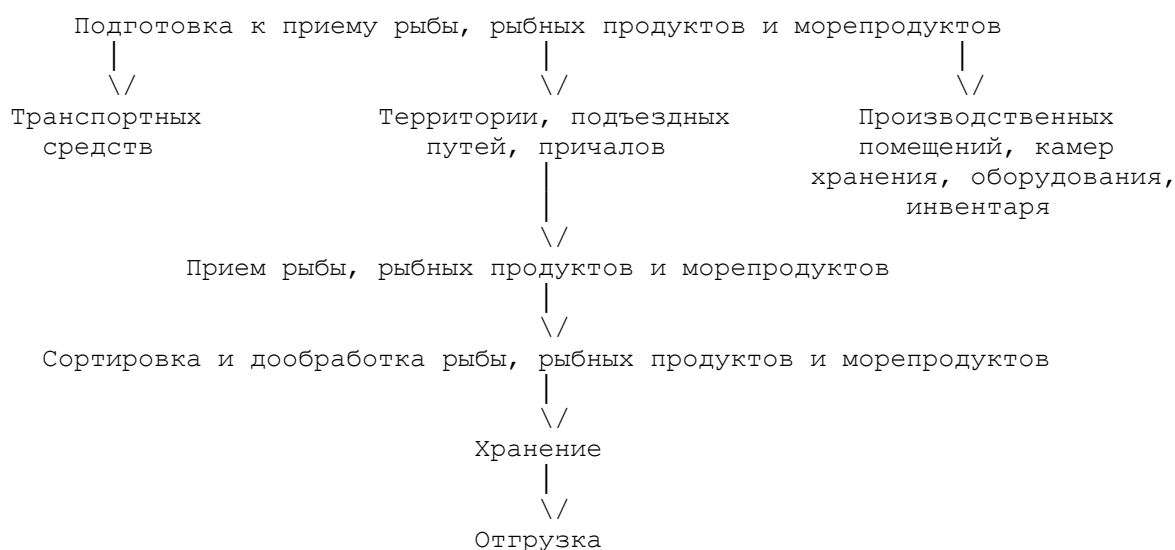 Подготовка к приему рыбы, рыбных продуктов и морепродуктов
Транспортных
средств
Территории, подъездных
путей, причалов
Производственных
помещений, камер
хранения, оборудования,
инвентаря
Прием рыбы, рыбных продуктов и морепродуктов
Сортировка и дообработка рыбы, рыбных продуктов и морепродуктов
Хранение
Отгрузка